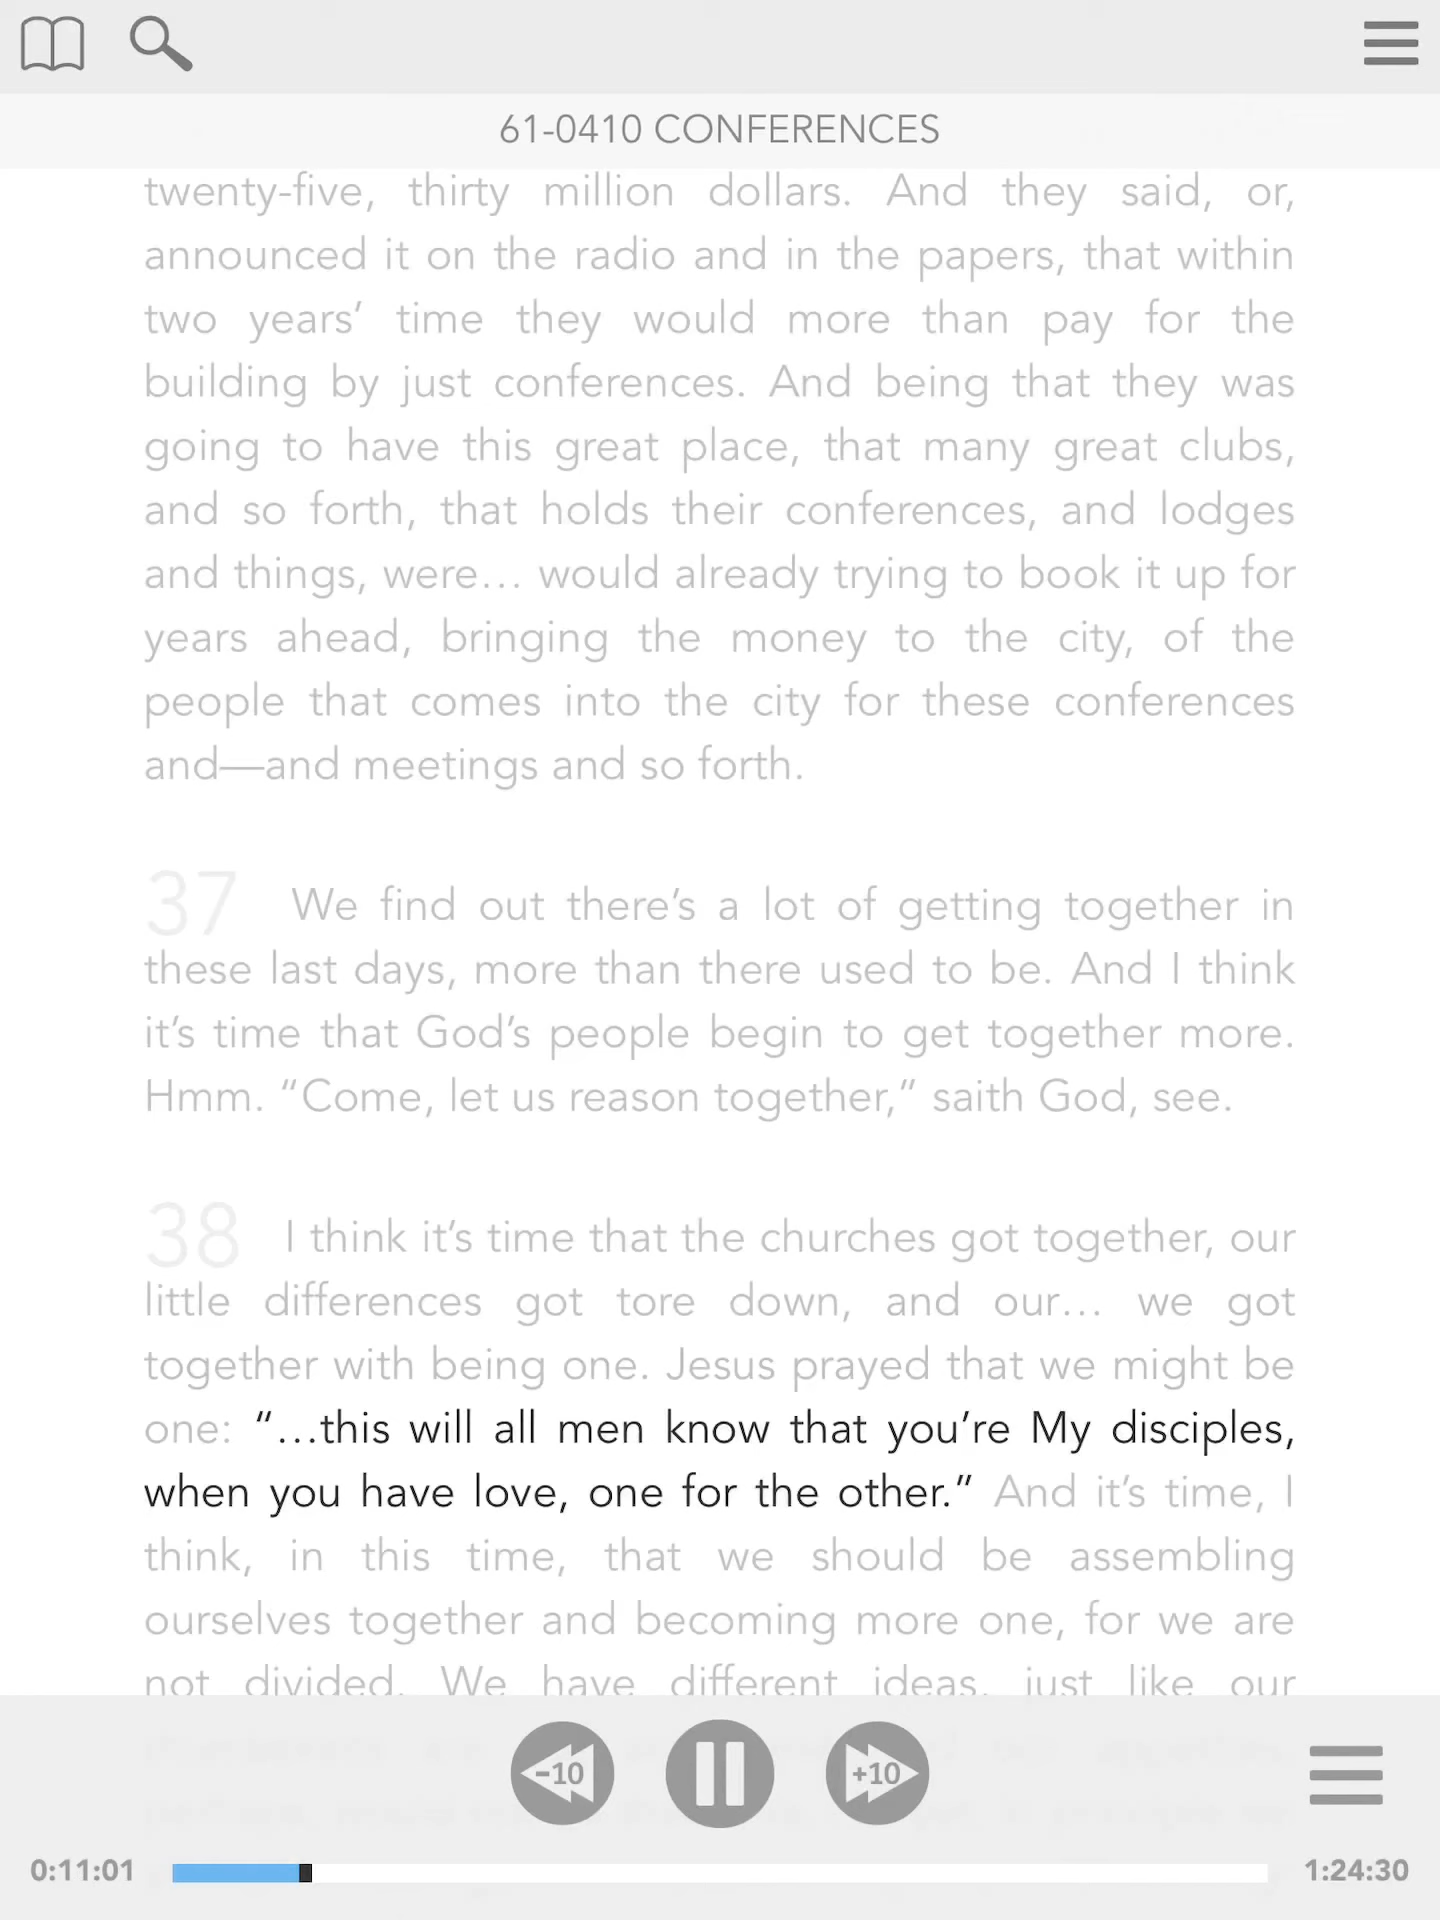 61-0410 CONFERENCES
twenty-five, thirty million dollars. And they said, or,
announced it on the radio and in the papers, that within
two years’ time they would more than pay for the
building by just conferences. And being that they was
going to have this great place, that many great clubs,
and so forth, that holds their conferences, and lodges
and things, were… would already trying to book it up for
years ahead, bringing the money to the city, of the
people that comes into the city for these conferences
and—and meetings and so forth.
37 We find out there’s a lot of getting together in
these last days, more than there used to be. And I think
it’s time that God’s people begin to get together more.
Hmm. “Come, let us reason together,” saith God, see.
38 I think it’s time that the churches got together, our
little differences got tore down, and our… we got
together with being one. Jesus prayed that we might be
one: “…this will all men know that you’re My disciples,
when you have love, one for the other.” And it’s time, I
think, in this time, that we should be assembling
ourselves together and becoming more one, for we are
not divided. We have different ideas, just like our
-10 +10
0:11:01 1:24:30